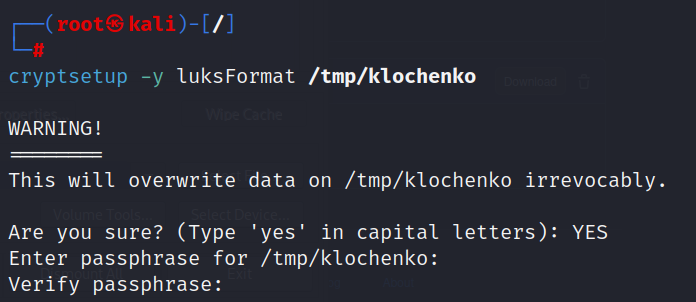 ┌──(root㉿kali)-[/]
└─#
cryptsetup -y luksFormat /tmp/klochenko
Download
Properties
Wipe Cache
WARNING!
========
This will overwrite data on /tmp/klochenko irrevocably.
Volume Tools...
Select Device...
Are you sure? (Type 'yes' in capital letters): YES
Enter passphrase for /tmp/klochenko:
Exit
Verify passphrase: